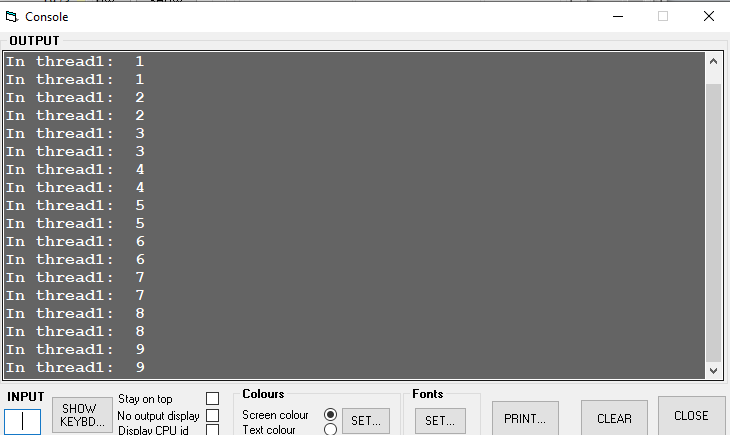 Console
OUTPUT
In thread1:  1
In thread1:  1
In thread1:  2
In thread1:  2
In thread1:  3
In thread1:  3
In thread1:  4
In thread1:  4
In thread1:  5
In thread1:  5
In thread1:  6
In thread1:  6
In thread1:  7
In thread1:  7
In thread1:  8
In thread1:  8
In thread1:  9
In thread1:  9
INPUT
SHOW
KEYBD...
Stay on top
No output display
Display CPU id
Colours
Screen colour
Text colour
SET...
Fonts
SET...
PRINT...
CLEAR
CLOSE